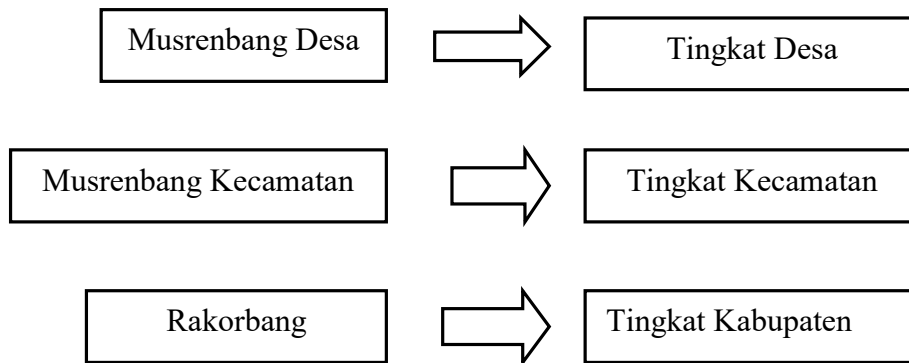 Musrenbang Desa
Tingkat Desa
Musrenbang Kecamatan
Tingkat Kecamatan
Rakorbang
Tingkat Kabupaten